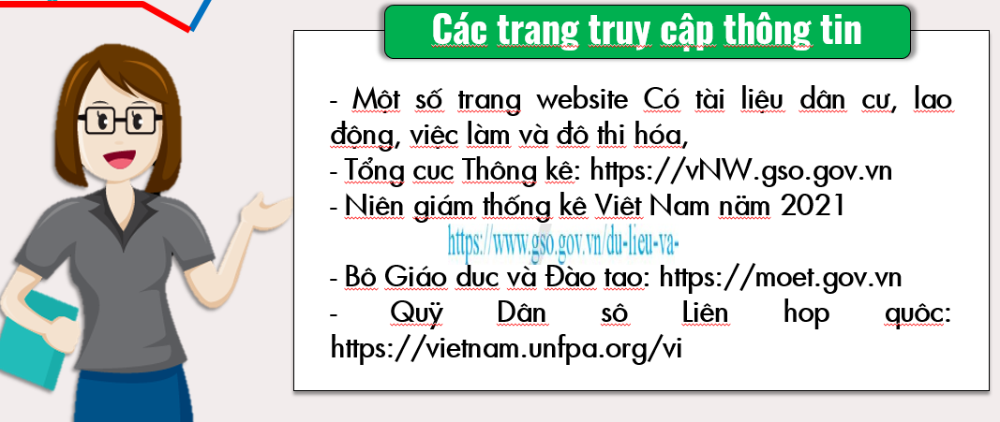 Các trang truy cập thông tin
- Một số trang website Có tài liệu dân cư, lao
động, việc làm và đô thi hóa,
- Tổng cuc Thông kê: https://vNW.gso.gov.vn
- Niên giám thống kê Viêt Nam näm 2021
https://www.gso.gov.vn/du-lieu-va-
- Bô Giáo duc và Đào tao: https://moet.gov.vn
- Quÿ Dân sô Liên hop quôc:
https://vietnam.unfpa.org/vi